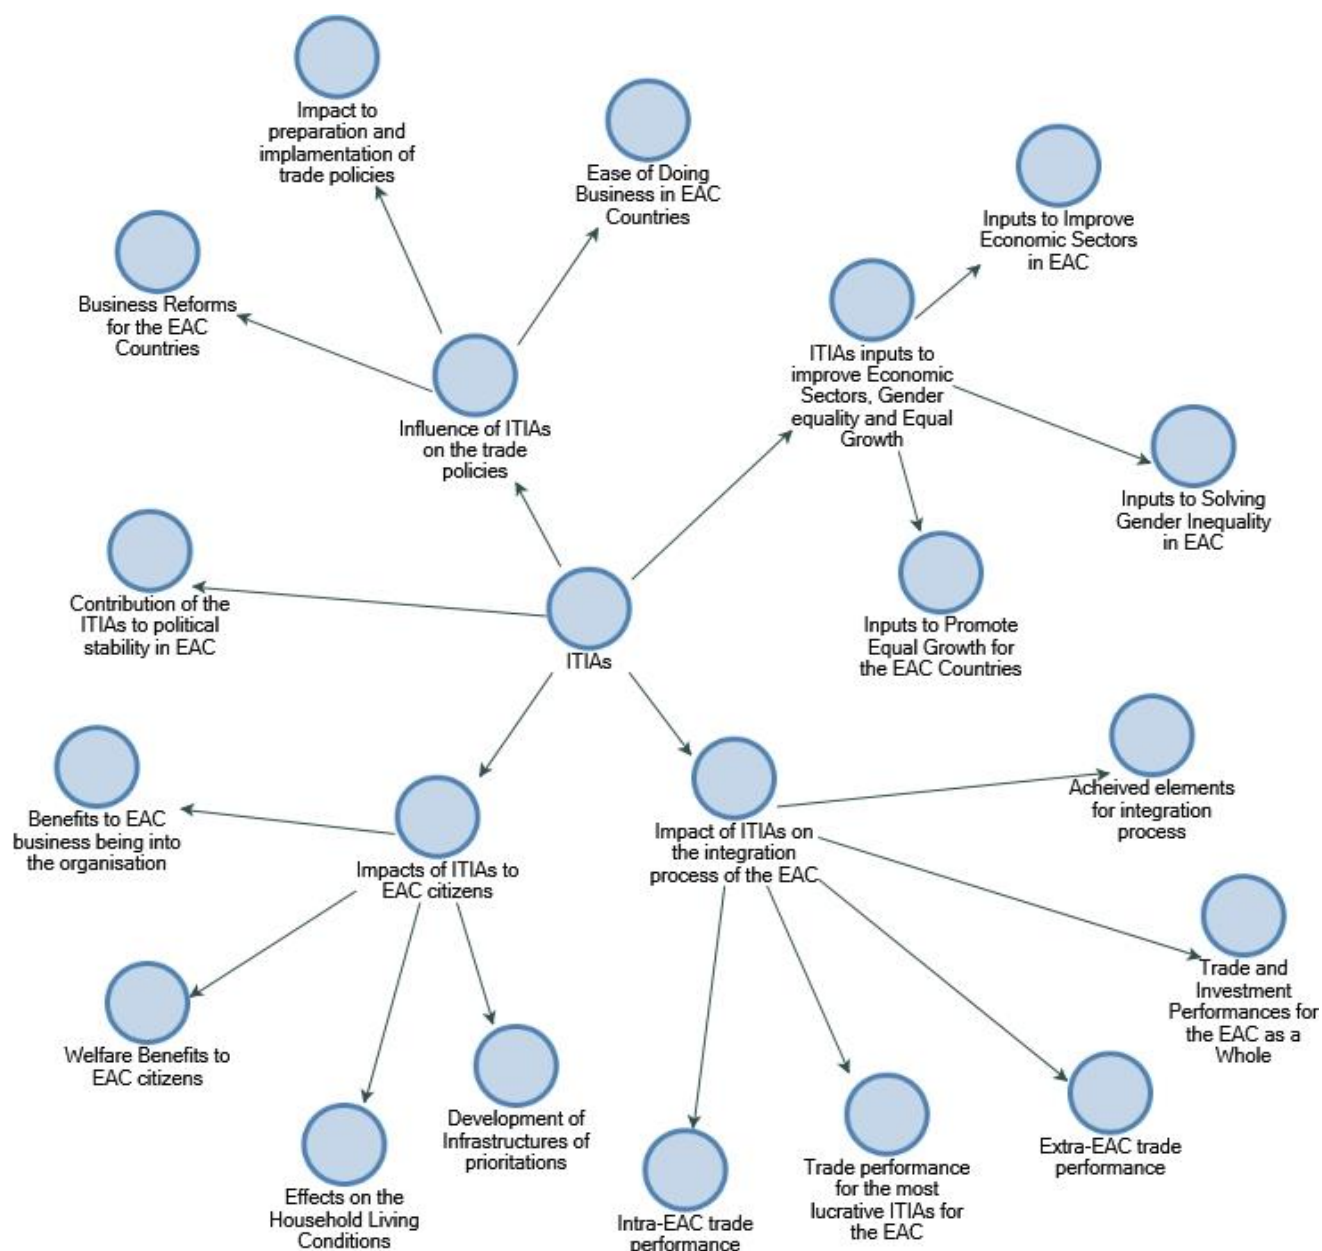 Impact to
preparation and
implamentation of
trade policies
Ease of Doing
Business in EAC
Countries
Inputs to Improve
Economic Sectors
in EAC
Business Reforms
for the EAC
Countries
ITIAs inputs to
improve Economic
Sectors, Gender
equality and Equal
Growth
Influence of ITIAs
on the trade
policies
Inputs to Solving
Gender Inequality
in EAC
Contribution of the
ITIAs to political
stability in EAC
ITIAs
Inputs to Promote
Equal Growth for
the EAC Countries
Benefits to EAC
business being into
the organisation
Impacts of ITIAs to
EAC citizens
Impact of ITIAs on
the integration
process of the EAC
Acheived elements
for integration
process
Trade and
Investment
Performances for
the EAC as a
Whole
Welfare Benefits to
EAC citizens
Development of
Infrastructures of
prioritations
Effects on the
Household Living
Conditions
Intra-EAC trade
performance
Trade performance
for the most
lucrative ITIAs for
the EAC
Extra-EAC trade
performance